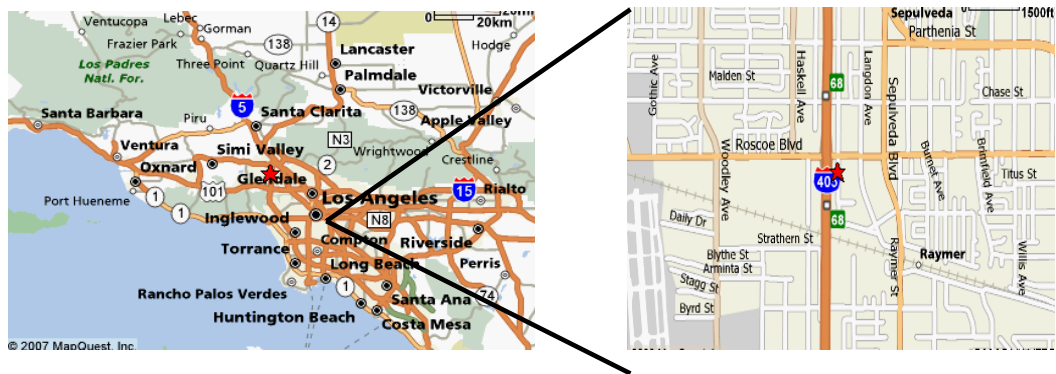 20km
Ventucopa
Lebec
Gorman
14
Frazier Park
138
Lancaster
Hodge
Los Padres
Natl. For.
Three Point
Quartz Hill
Palmdale
Victorville
5
Santa Barbara
Piru
Santa Clarita
138
Apple Valley
N3
Ventura
Simi Valley
2
Wrightwood
Crestline
Oxnard
Glendale
101
15
Rialto
Port Hueneme
1
1
Los Angeles
Inglewood
N8
Torrance
Compton
Riverside
Long Beach
Perris
Rancho Palos Verdes
1
Santa Ana
74
Huntington Beach
Costa Mesa
© 2007 MapQuest, Inc.
Sepulveda
1500ft
Parthenia St
Gothic Ave
Malden St
Haskell Ave
68
Langdon Ave
Sepulveda Blvd
Chase St
Roscoe Blvd
Woodley Ave
405
Burnet Ave
Brimfield Ave
Titus St
Daily Dr
68
Strathern St
Blythe St
Arminta St
Stagg St
Byrd St
Raymer St
Raymer
Willis Ave